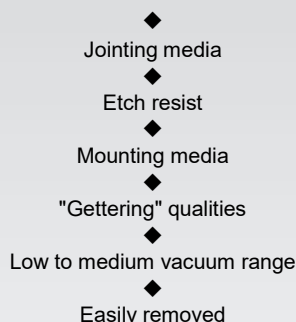 ◆
Jointing media
◆
Etch resist
◆
Mounting media
◆
"Gettering" qualities
◆
Low to medium vacuum range
◆
Easily removed